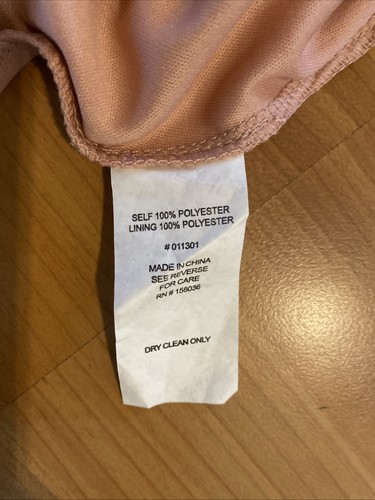 SELF 100% POLYESTER
LINING 100% POLYESTER
# 011301
MADE IN CHINA
SEE REVERSE
FOR CARE
RN # 158036
DRY CLEAN ONLY